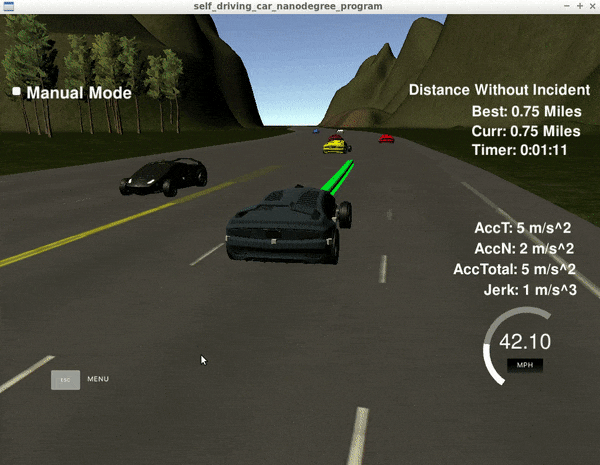 self_driving_car_nanodegree_program
Manual Mode
Distance Without Incident
Best: 0.75 Miles
Curr: 0.75 Miles
Timer: 0:01:11
AccT: 5 m/s^2
AccN: 2 m/s^2
AccTotal: 5 m/s^2
Jerk: 1 m/s^3
42.10
MPH
ESC MENU